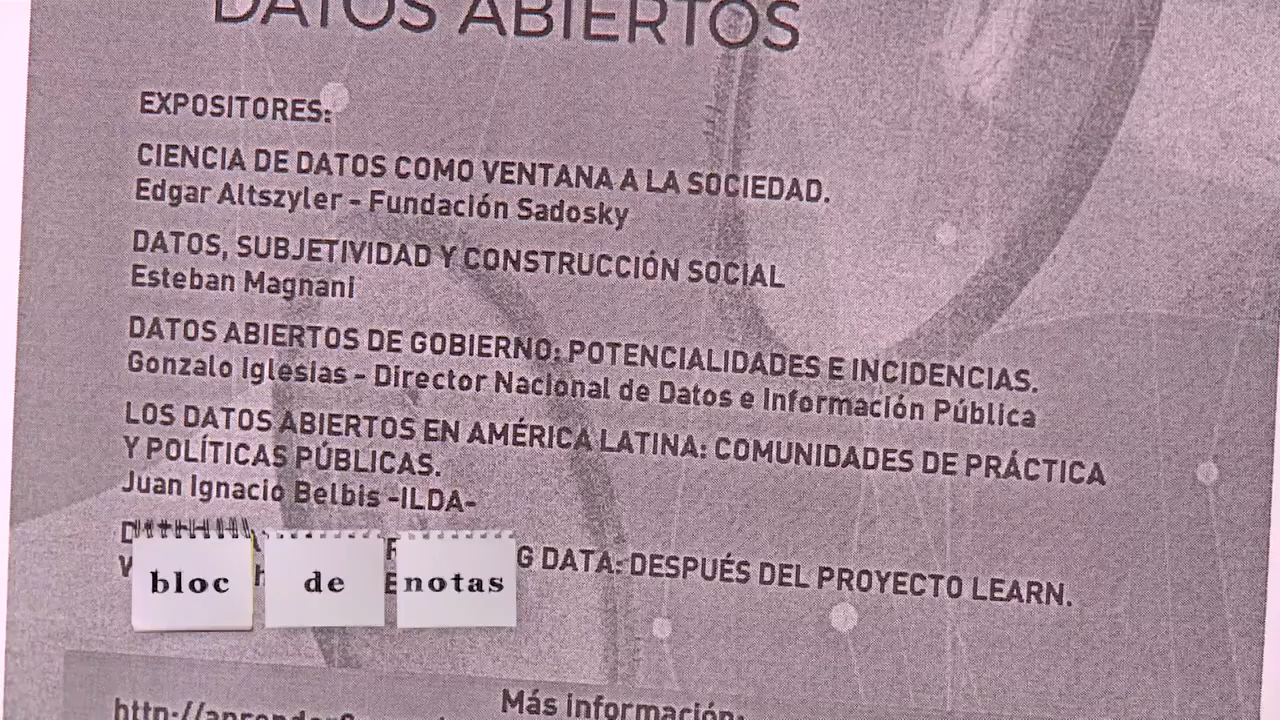 DATOS ABIERTOS
EXPOSITORES:
CIENCIA DE DATOS COMO VENTANA A LA SOCIEDAD.
Edgar Altszyler - Fundación Sadosky
DATOS, SUBJETIVIDAD Y CONSTRUCCIÓN SOCIAL
Esteban Magnani
DATOS ABIERTOS DE GOBIERNO: POTENCIALIDADES E INCIDENCIAS.
Gonzalo Iglesias - Director Nacional de Datos e Información Pública
LOS DATOS ABIERTOS EN AMÉRICA LATINA: COMUNIDADES DE PRÁCTICA
Y POLÍTICAS PÚBLICAS.
Juan Ignacio Belbis -ILDA-
DATA: DESPUÉS DEL PROYECTO LEARN.
bloc de notas
Más información: